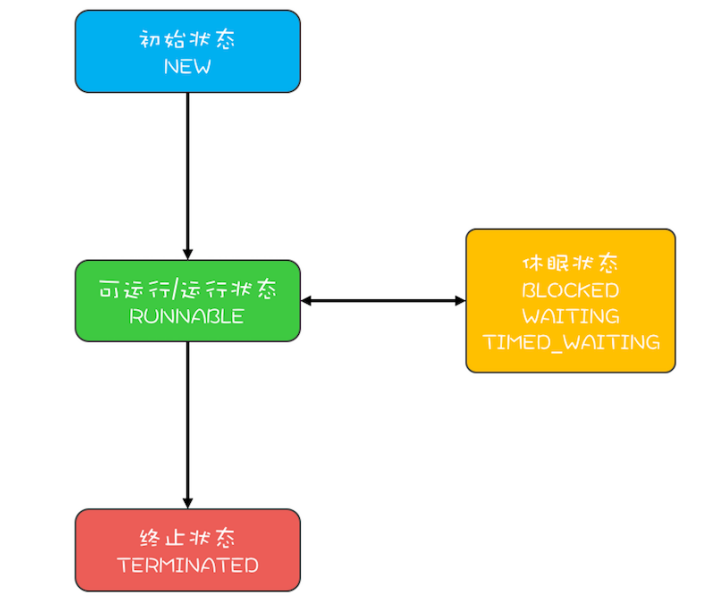 初始状态
NEW
可运行/运行状态
RUNNABLE
休眠状态
BLOCKED
WAITING
TIMED_WAITING
终止状态
TERMINATED